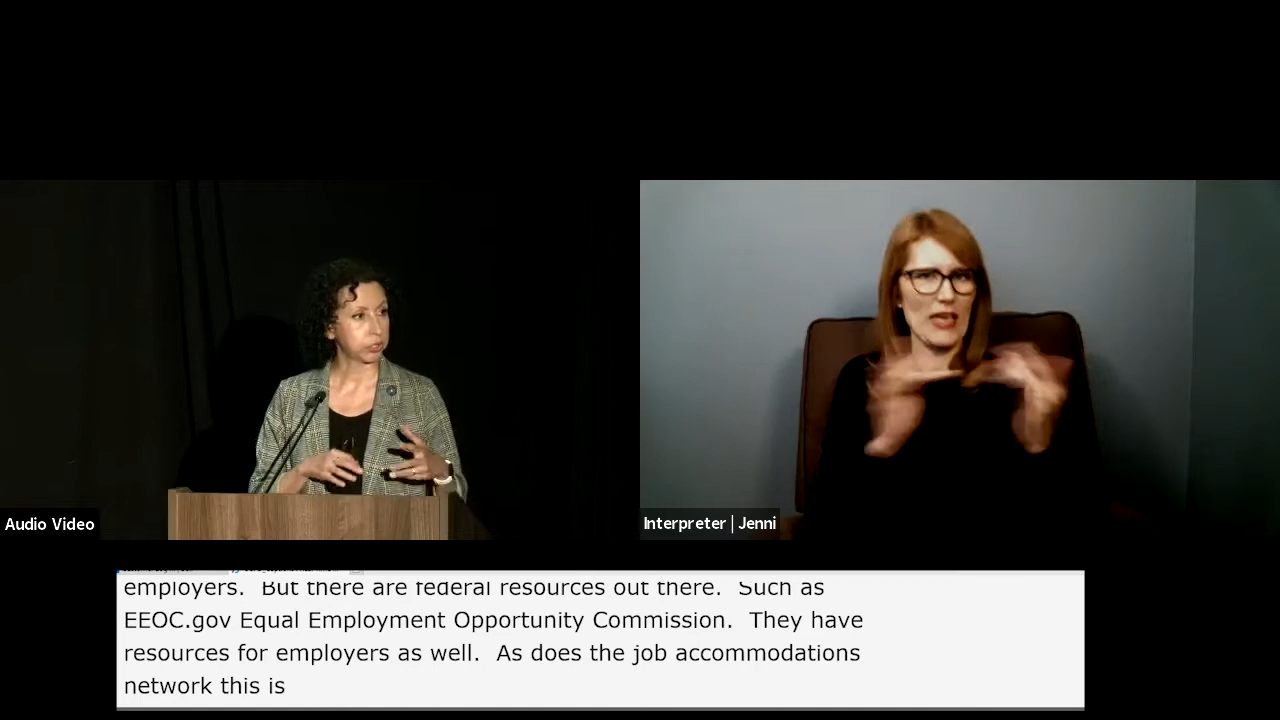 Audio Video
Interpreter | Jenni
employers. But there are federal resources out there. Such as
EEOC.gov Equal Employment Opportunity Commission. They have
resources for employers as well. As does the job accommodations
network this is